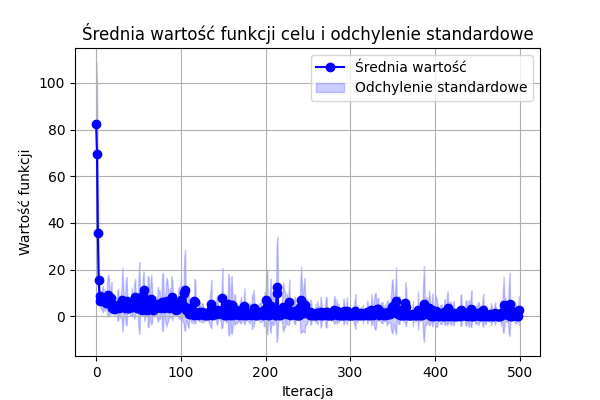 Średnia wartość funkcji celu i odchylenie standardowe
Średnia wartość
Odchylenie standardowe
Wartość funkcji
100
80
60
40
20
0
0 100 200 300 400 500
Iteracja